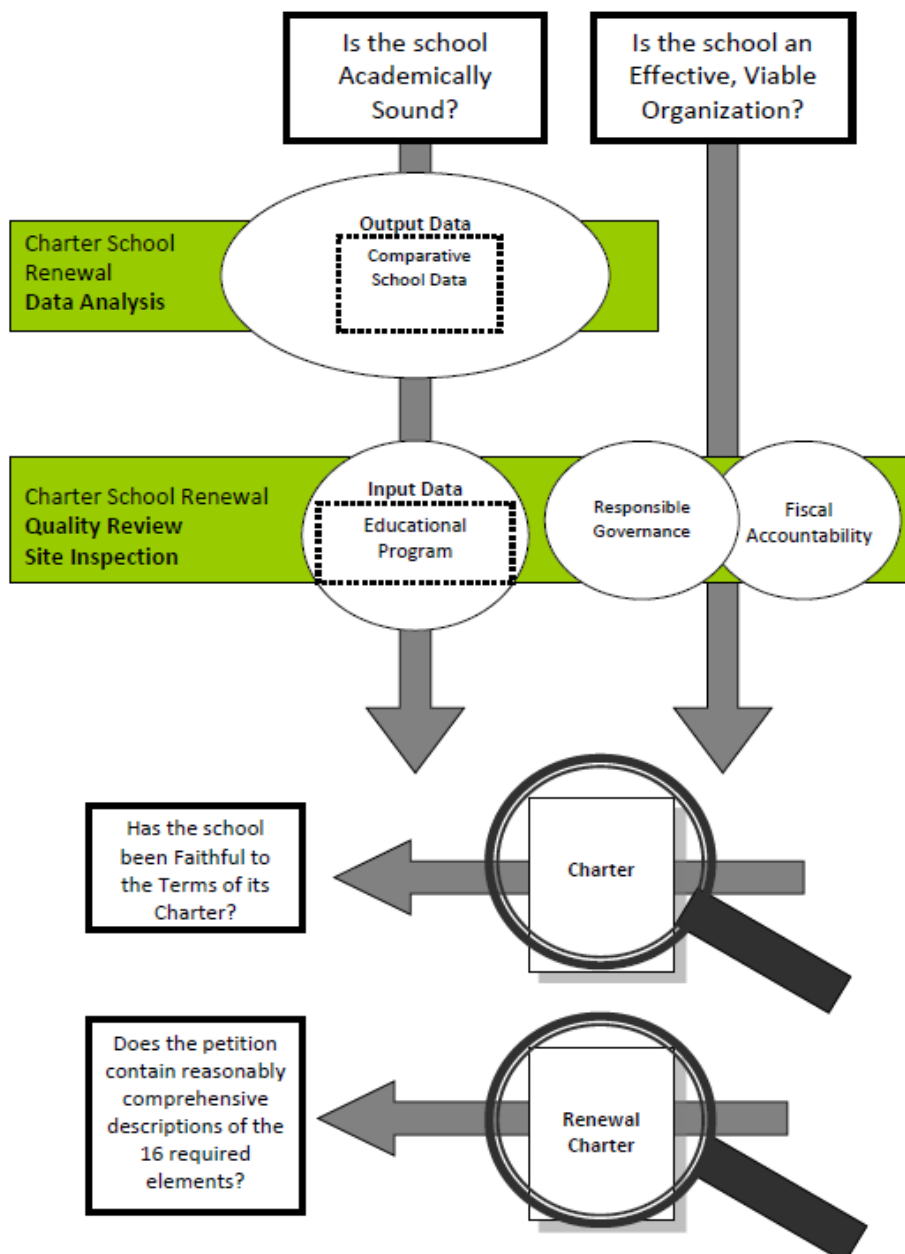 Is the school
Academically
Sound?
Is the school an
Effective, Viable
Organization?
Charter School
Renewal
Data Analysis
Output Data
Comparative
School Data
Charter School Renewal
Quality Review
Site Inspection
Input Data
Educational
Program
Responsible
Governance
Fiscal
Accountability
Has the school
been Faithful to
the Terms of its
Charter?
Charter
Does the petition
contain reasonably
comprehensive
descriptions of the
16 required
elements?
Renewal
Charter